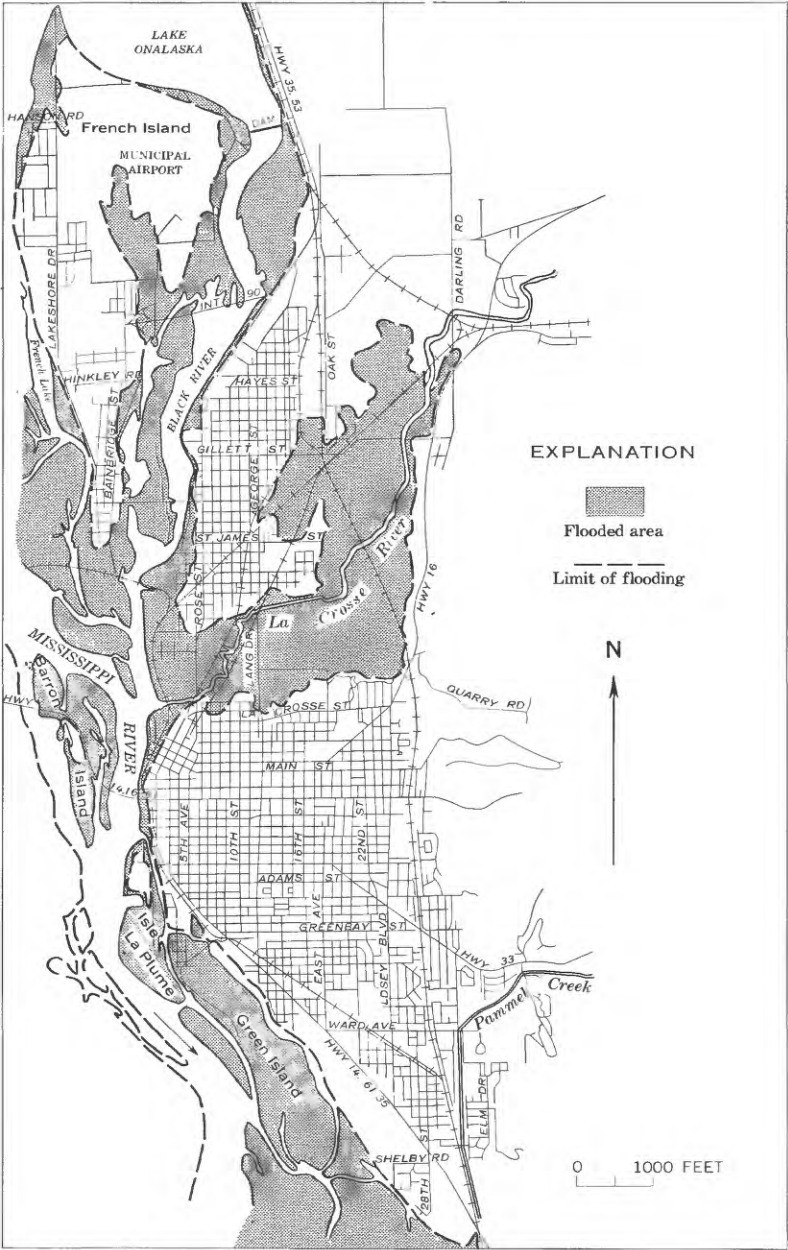 LAKE
ONALASKA
HWY 35, 53
HANSON RD
French Island
DAM
MUNICIPAL
AIRPORT
DARLING RD
LAKESHORE DR
INT 90
OAK ST
French Lake
BLACK RIVER
HINKLEY RD
HAYES ST
BAINBRIDGE ST
GILLETT ST
GEORGE ST
EXPLANATION
Flooded area
Limit of flooding
ST JAMES ST
ROSE ST
La Crosse River
HWY 16
LANG DR
N
MISSISSIPPI
RIVER
Barron
Island
HWY
14,16
QUARRY RD
LA CROSSE ST
MAIN ST
5TH AVE
10TH ST
16TH ST
22ND ST
ADAMS ST
GREENBAY ST
EAST AVE
LOSEY BLVD
HWY 33
Isle
La Plume
Pammel Creek
Green Island
WARD AVE
HWY 14, 61 35
ELM DR
SHELBY RD
28TH ST
0 1000 FEET